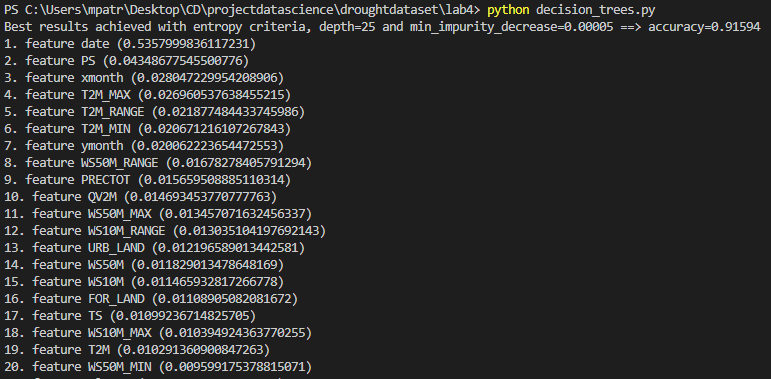 PS C:\Users\mpatr\Desktop\CD\projectdatascience\droughtdataset\lab4> python decision_trees.py
Best results achieved with entropy criteria, depth=25 and min_impurity_decrease=0.00005 ==> accuracy=0.91594
1. feature date (0.5357999836117231)
2. feature PS (0.04348677545500776)
3. feature xmonth (0.028047229954208906)
4. feature T2M_MAX (0.026960537638455215)
5. feature T2M_RANGE (0.021877484433745986)
6. feature T2M_MIN (0.020671216107267843)
7. feature ymonth (0.020062223654472553)
8. feature WS50M_RANGE (0.01678278405791294)
9. feature PRECTOT (0.015659508885110314)
10. feature QV2M (0.014693453770777763)
11. feature WS50M_MAX (0.013457071632456337)
12. feature WS10M_RANGE (0.013035104197692143)
13. feature URB_LAND (0.012196589013442581)
14. feature WS50M (0.011829013478648169)
15. feature WS10M (0.011465932817266778)
16. feature FOR_LAND (0.01108905082081672)
17. feature TS (0.01099236714825705)
18. feature WS10M_MAX (0.010394924363770255)
19. feature T2M (0.010291360900847263)
20. feature WS50M_MIN (0.009599175378815071)